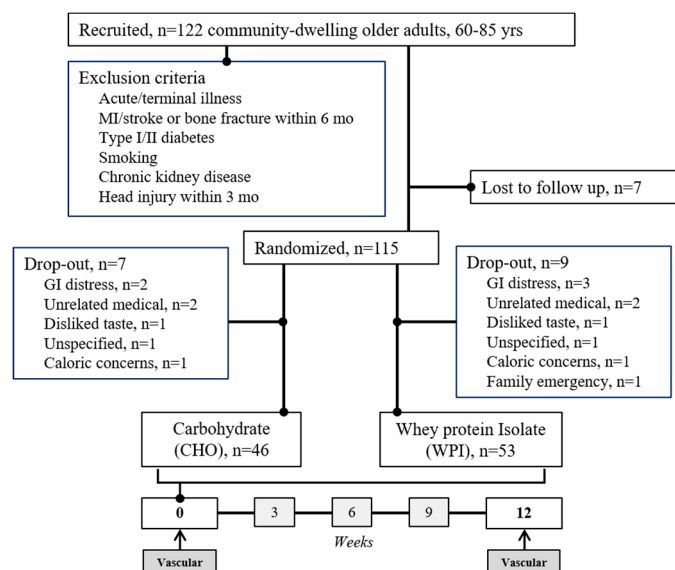 Recruited, n=122 community-dwelling older adults, 60-85 yrs
Exclusion criteria
Acute/terminal illness
MI/stroke or bone fracture within 6 mo
Type I/II diabetes
Smoking
Chronic kidney disease
Head injury within 3 mo
Lost to follow up, n=7
Randomized, n=115
Drop-out, n=7
GI distress, n=2
Unrelated medical, n=2
Disliked taste, n=1
Unspecified, n=1
Caloric concerns, n=1
Drop-out, n=9
GI distress, n=3
Unrelated medical, n=2
Disliked taste, n=1
Unspecified, n=1
Caloric concerns, n=1
Family emergency, n=1
Carbohydrate
(CHO), n=46
Whey protein Isolate
(WPI), n=53
0 3 6 9 12
Weeks
Vascular Vascular